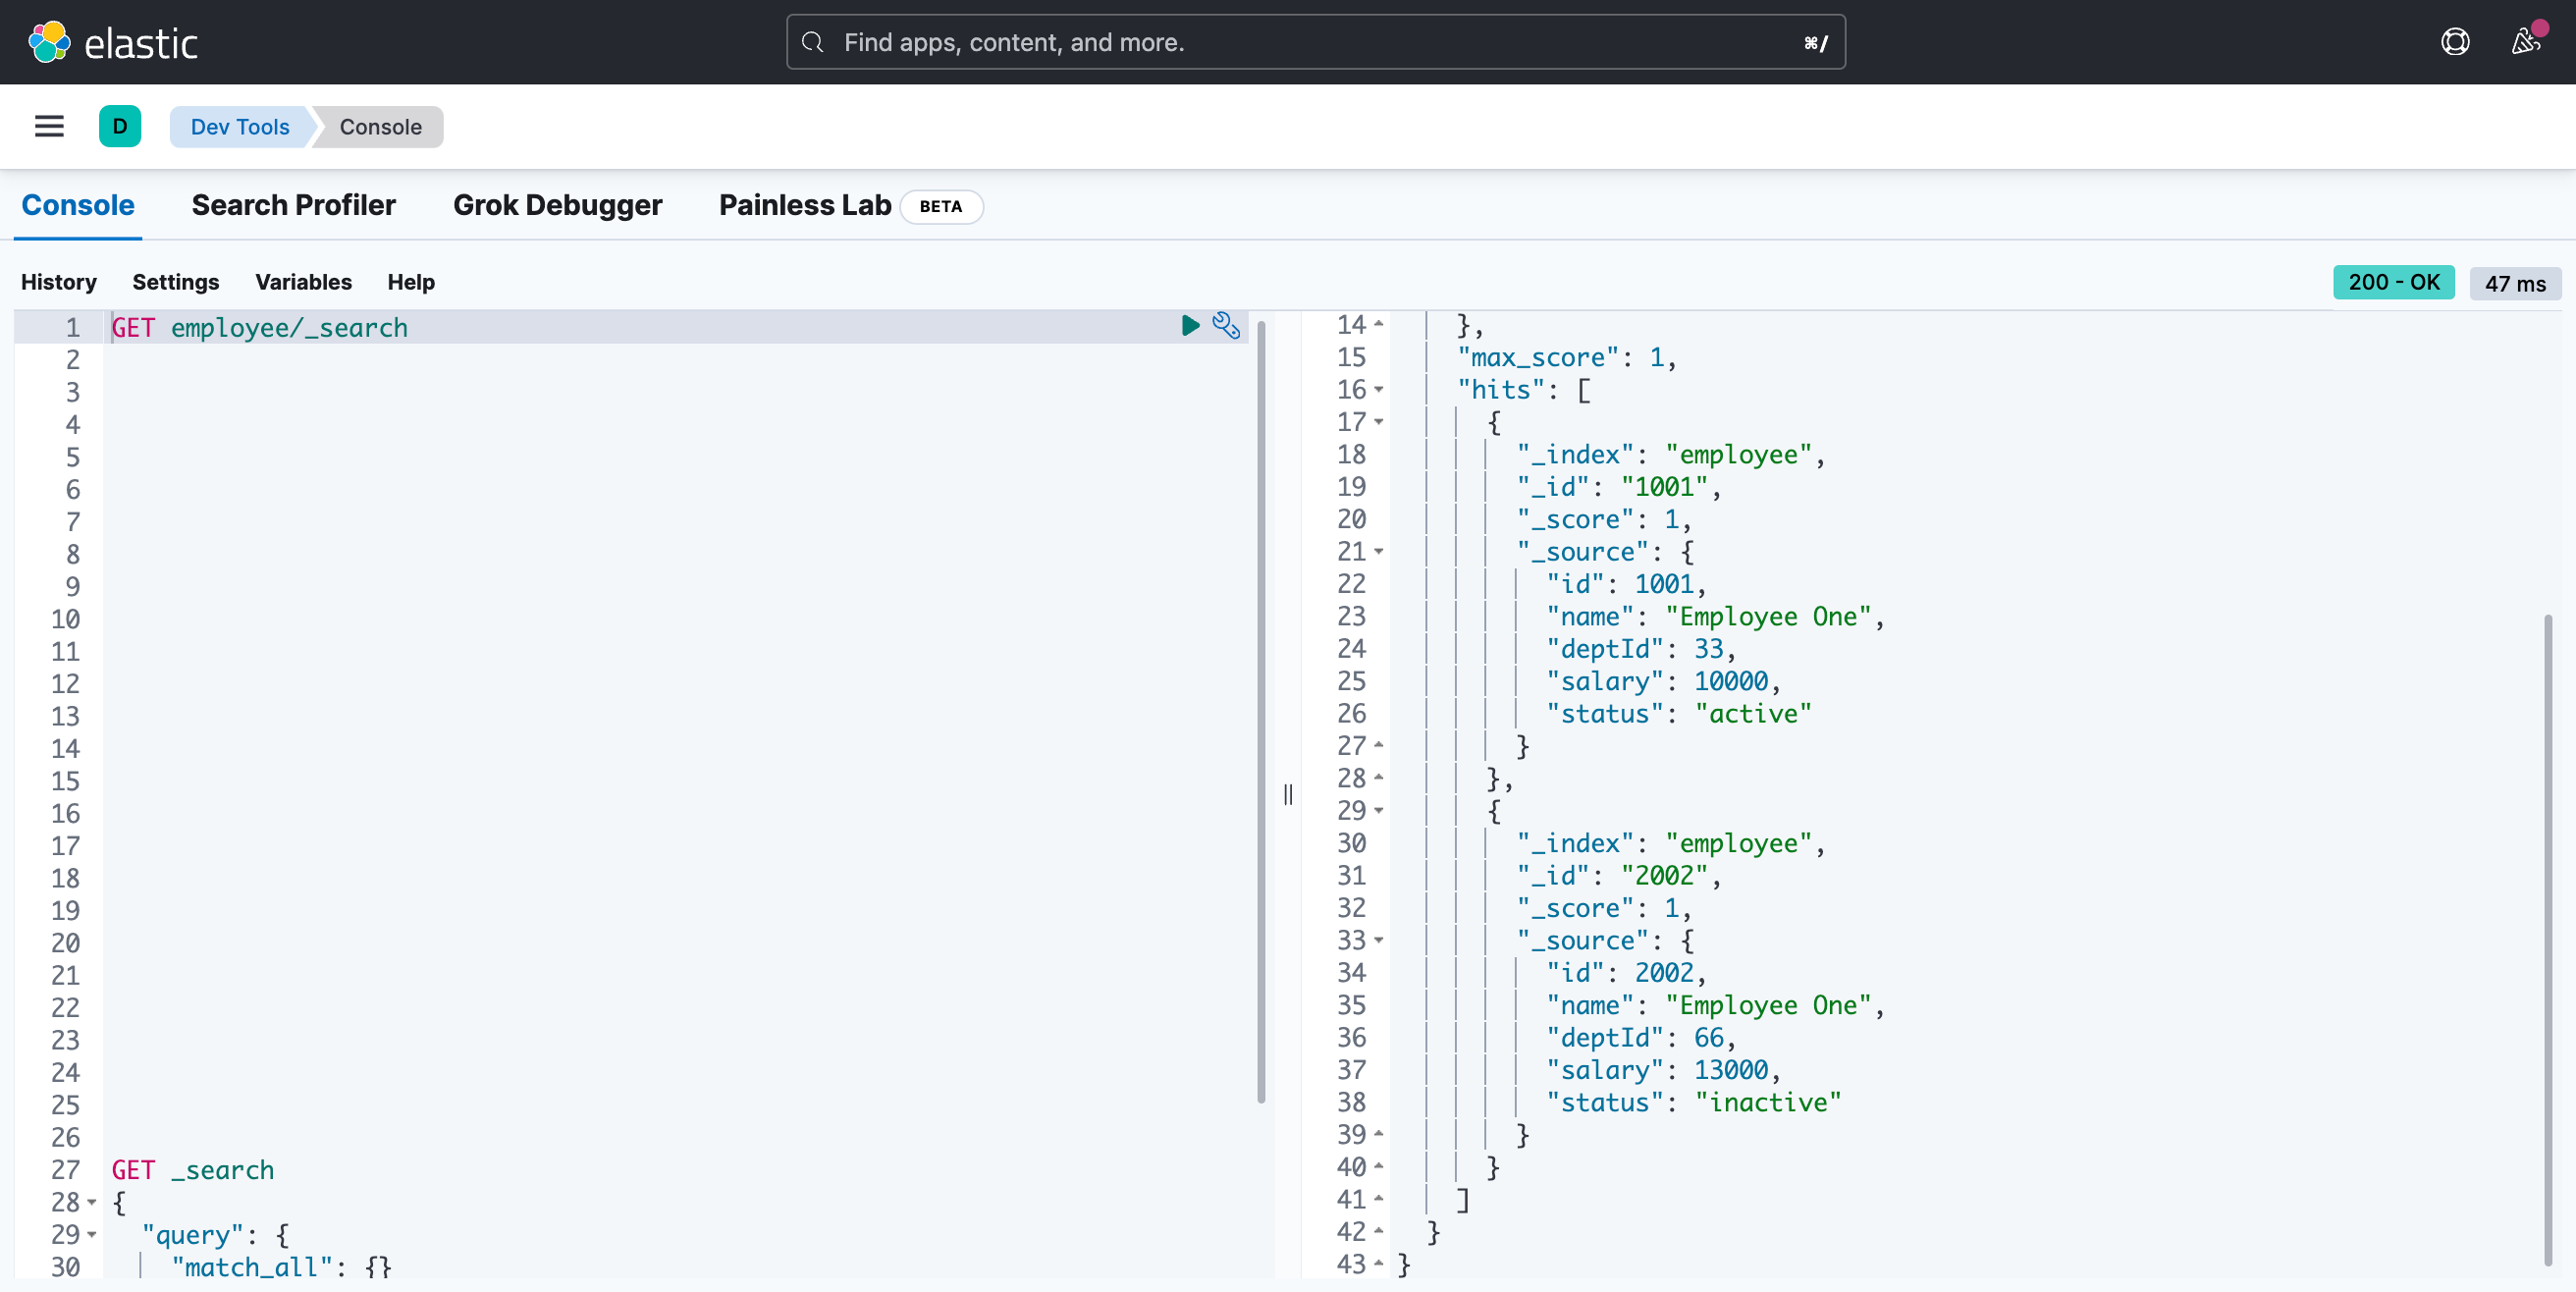 elastic
Find apps, content, and more.
⌘/
D
Dev Tools
Console
Console
Search Profiler
Grok Debugger
Painless Lab
BETA
History
Settings
Variables
Help
200 - OK
47 ms
1 GET employee/_search
2
3
4
5
6
7
8
9
10
11
12
13
14
15
16
17
18
19
20
21
22
23
24
25
26
27 GET _search
28 {
29 "query": {
30 "match_all": {}
14 },
15 "max_score": 1,
16 "hits": [
17 {
18 "_index": "employee",
19 "_id": "1001",
20 "_score": 1,
21 "_source": {
22 "id": 1001,
23 "name": "Employee One",
24 "deptId": 33,
25 "salary": 10000,
26 "status": "active"
27 }
28 },
29 {
30 "_index": "employee",
31 "_id": "2002",
32 "_score": 1,
33 "_source": {
34 "id": 2002,
35 "name": "Employee One",
36 "deptId": 66,
37 "salary": 13000,
38 "status": "inactive"
39 }
40 }
41 ]
42 }
43 }